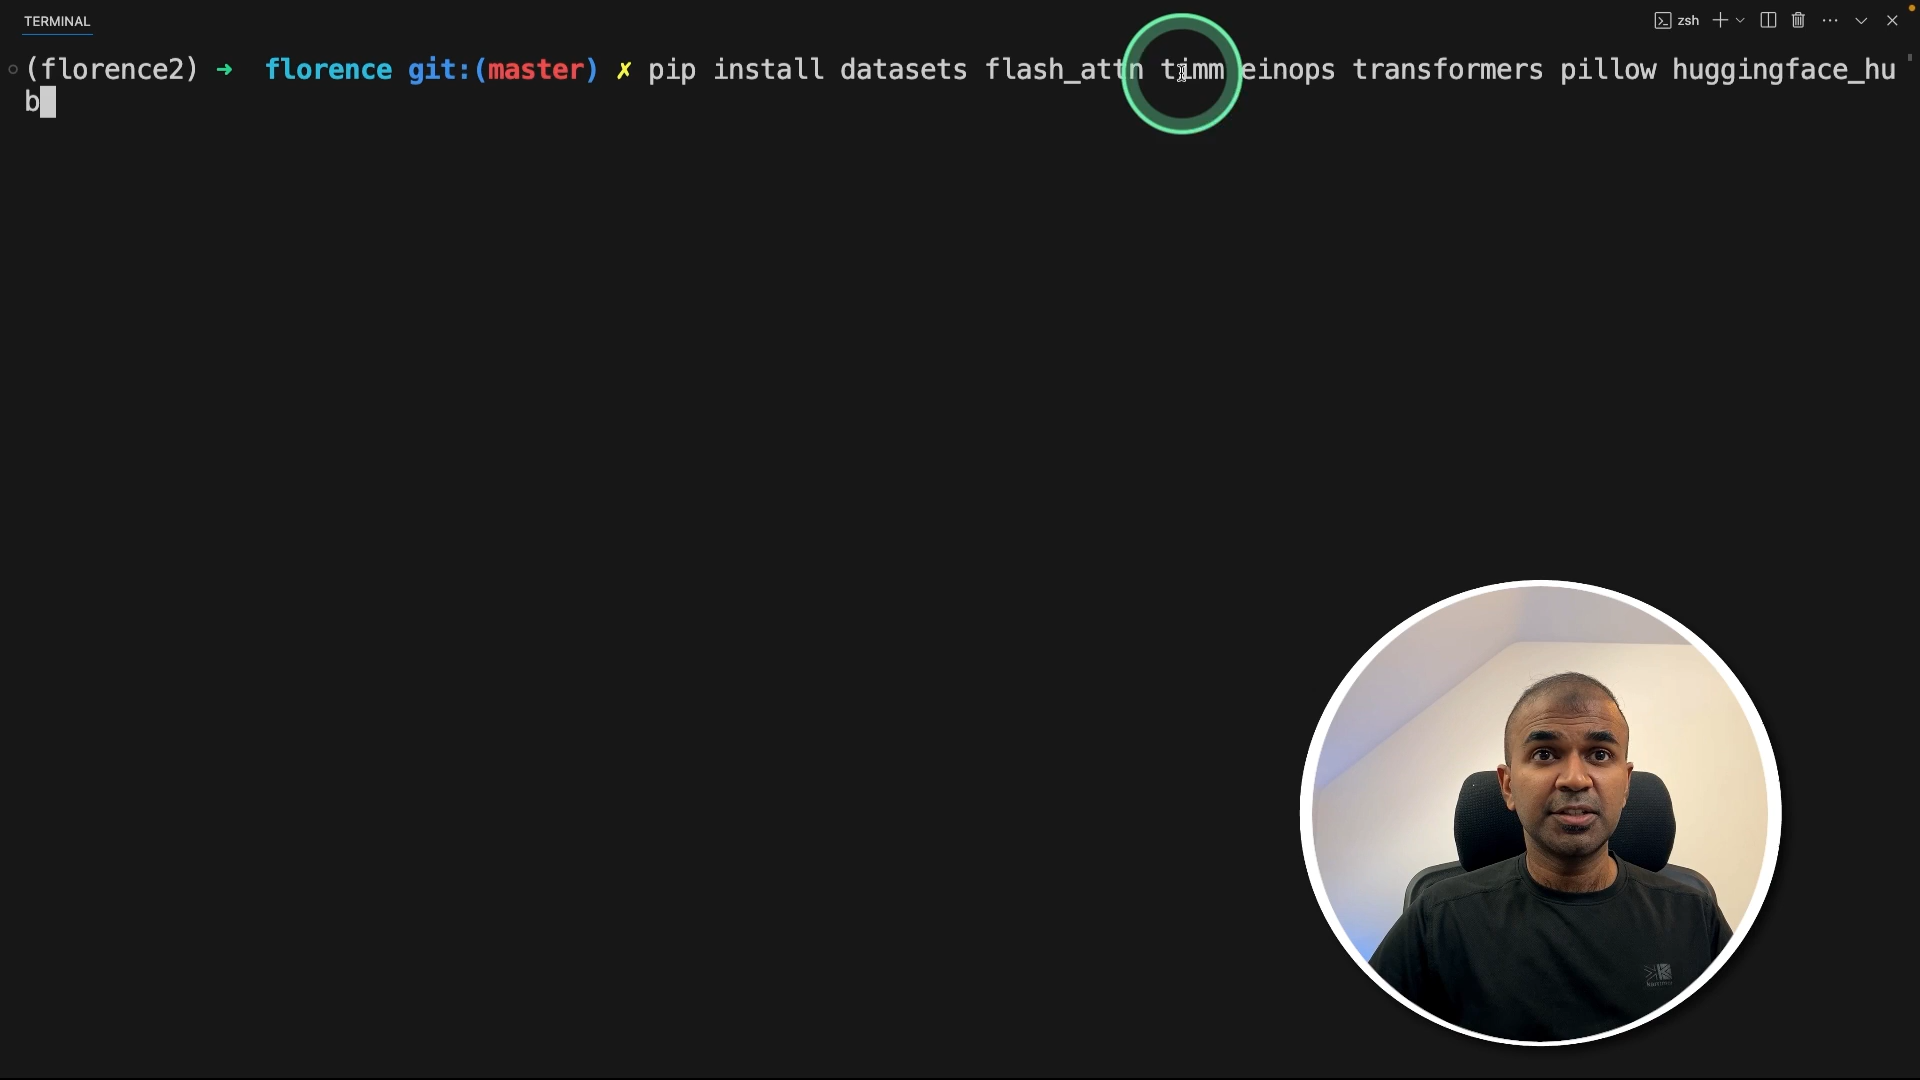 TERMINAL
zsh
(florence2) ➜ florence git:(master) ✗ pip install datasets flash_attn timm einops transformers pillow huggingface_hu
b